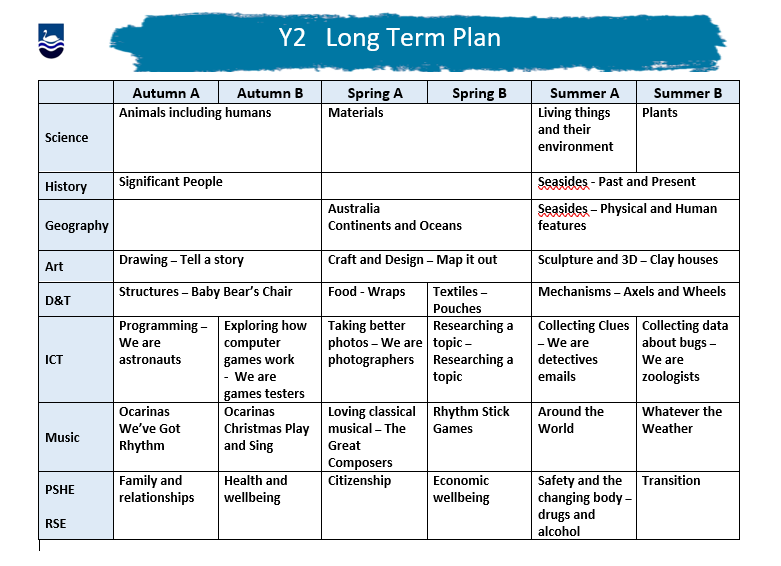 Y2 Long Term Plan
Autumn A Autumn B Spring A Spring B Summer A Summer B
Science
Animals including humans
Materials
Living things
and their
environment
Plants
History
Significant People
Seasides - Past and Present
Geography
Australia
Continents and Oceans
Seasides – Physical and Human
features
Art
Drawing – Tell a story
Craft and Design – Map it out
Sculpture and 3D – Clay houses
D&T
Structures – Baby Bear’s Chair
Food - Wraps
Textiles –
Pouches
Mechanisms – Axels and Wheels
ICT
Programming –
We are
astronauts
Exploring how
computer
games work
- We are
games testers
Taking better
photos – We are
photographers
Researching a
topic –
Researching a
topic
Collecting Clues
– We are
detectives
emails
Collecting data
about bugs –
We are
zoologists
Music
Ocarinas
We’ve Got
Rhythm
Ocarinas
Christmas Play
and Sing
Loving classical
musical – The
Great
Composers
Rhythm Stick
Games
Around the
World
Whatever the
Weather
PSHE
RSE
Family and
relationships
Health and
wellbeing
Citizenship
Economic
wellbeing
Safety and the
changing body –
drugs and
alcohol
Transition